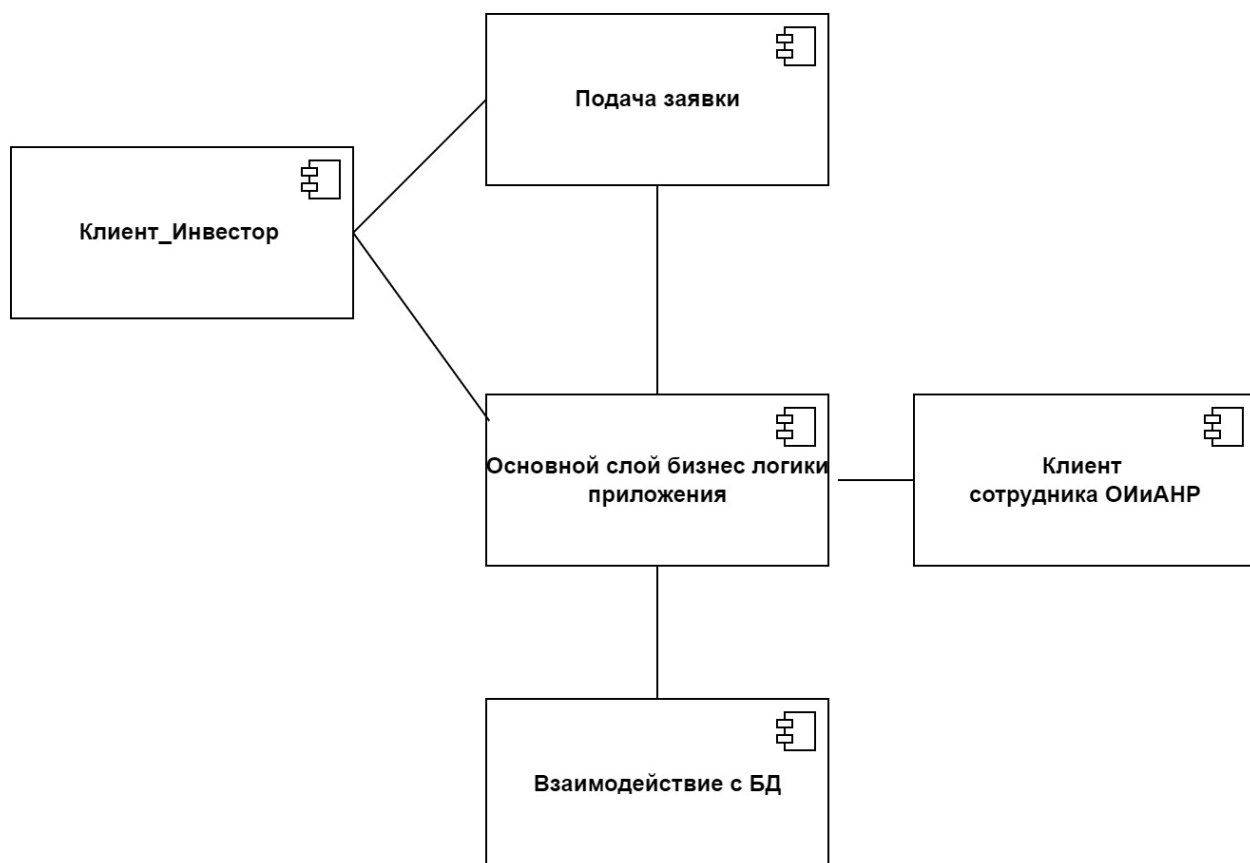 Подача заявки
Клиент_Инвестор
Основной слой бизнес логики
приложения
Клиент
сотрудника ОИиАНР
Взаимодействие с БД